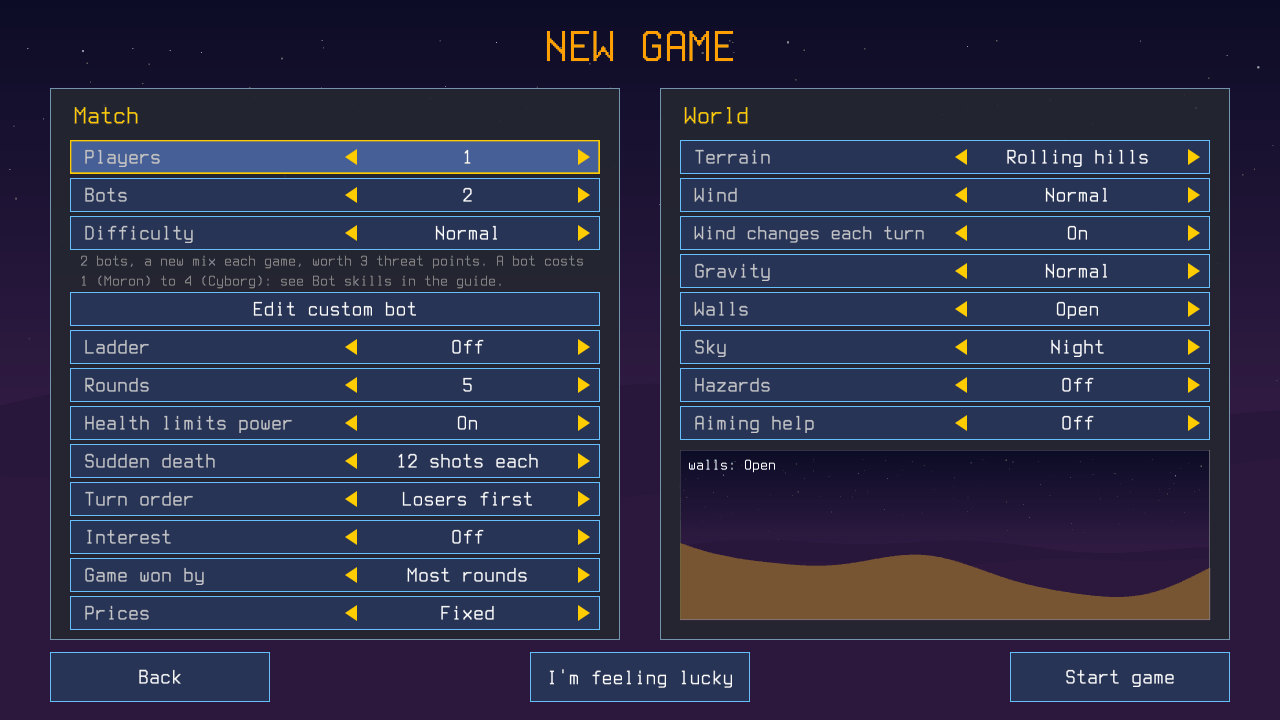 NEW GAME
Match
Players 1
Bots 2
Difficulty Normal
2 bots, a new mix each game, worth 3 threat points. A bot costs
1 (Moron) to 4 (Cyborg): see Bot skills in the guide.
Edit custom bot
Ladder Off
Rounds 5
Health limits power On
Sudden death 12 shots each
Turn order Losers first
Interest Off
Game won by Most rounds
Prices Fixed
World
Terrain Rolling hills
Wind Normal
Wind changes each turn On
Gravity Normal
Walls Open
Sky Night
Hazards Off
Aiming help Off
walls: Open
Back
I'm feeling lucky
Start game